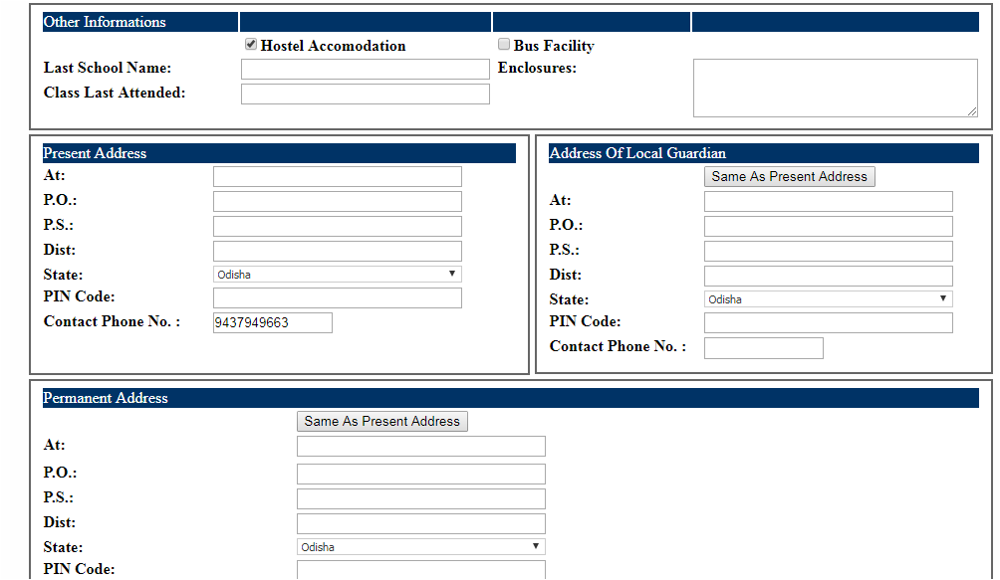 Other Informations
Hostel Accomodation Bus Facility
Last School Name: Enclosures:
Class Last Attended:
Present Address
At:
P.O.:
P.S.:
Dist:
State: Odisha
PIN Code:
Contact Phone No. : 9437949663
Address Of Local Guardian
Same As Present Address
At:
P.O.:
P.S.:
Dist:
State: Odisha
PIN Code:
Contact Phone No. :
Permanent Address
Same As Present Address
At:
P.O.:
P.S.:
Dist:
State: Odisha
PIN Code: